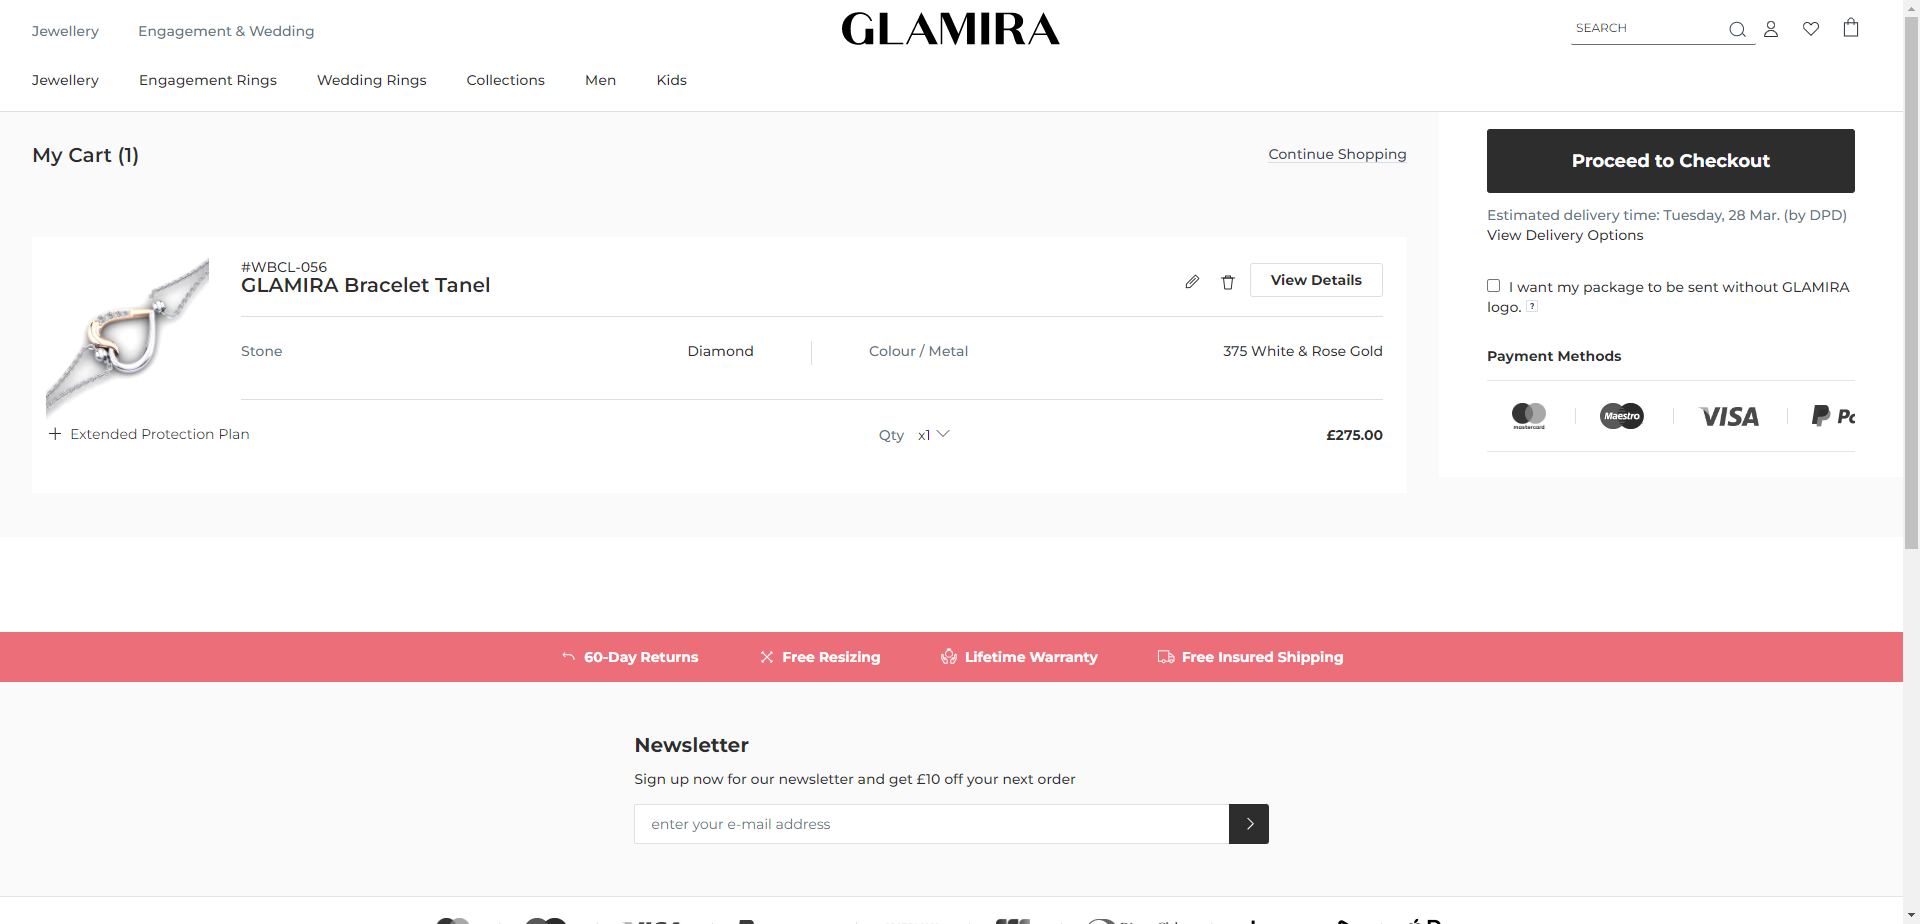 Jewellery
Engagement & Wedding
GLAMIRA
SEARCH
Jewellery
Engagement Rings
Wedding Rings
Collections
Men
Kids
My Cart (1)
Continue Shopping
#WBCL-056
GLAMIRA Bracelet Tanel
View Details
Stone
Diamond
Colour / Metal
375 White & Rose Gold
Extended Protection Plan
Qty
x1
£275.00
Proceed to Checkout
Estimated delivery time: Tuesday, 28 Mar. (by DPD)
View Delivery Options
I want my package to be sent without GLAMIRA
logo. ?
Payment Methods
mastercard
Maestro
VISA
60-Day Returns
Free Resizing
Lifetime Warranty
Free Insured Shipping
Newsletter
Sign up now for our newsletter and get £10 off your next order
enter your e-mail address